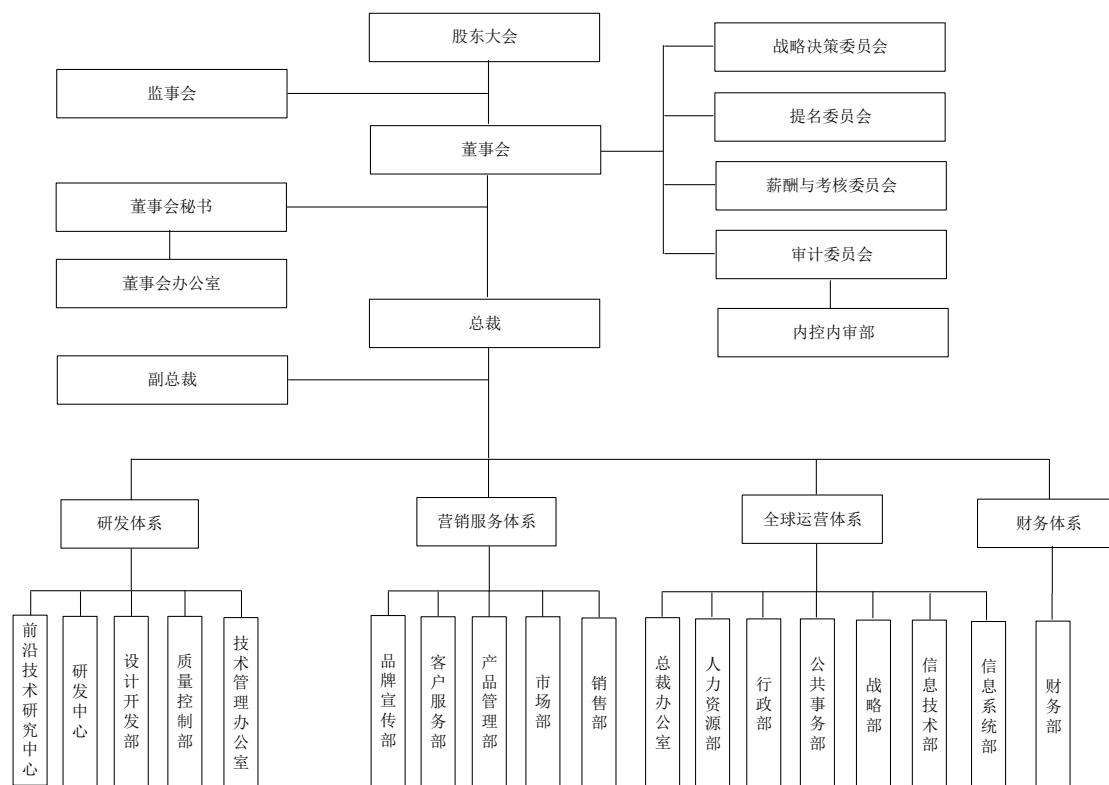 股东大会
战略决策委员会
监事会
提名委员会
董事会
薪酬与考核委员会
董事会秘书
审计委员会
董事会办公室
总裁
内控内审部
副总裁
研发体系
营销服务体系
全球运营体系
财务体系
前沿技术研究中心
研发中心
设计开发部
质量控制部
技术管理办公室
品牌宣传部
客户服务部
产品管理部
市场部
销售部
总裁办公室
人力资源部
行政部
公共事务部
战略部
信息技术部
信息系统部
财务部